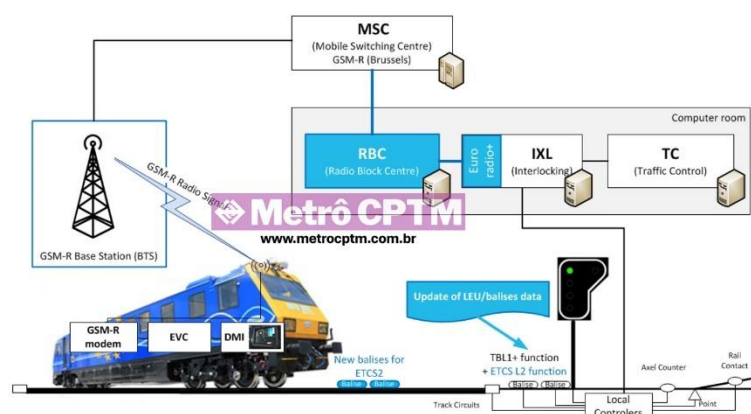 MSC
(Mobile Switching Centre)
GSM-R (Brussels)
Computer room
RBC
(Radio Block Centre)
Euro
radio+
IXL
(Interlocking)
TC
(Traffic Control)
GSM-R Radio Signal
GSM-R Base Station (BTS)
Metrô CPTM
www.metrocptm.com.br
Update of LEU/balises data
GSM-R
modem
EVC
DMI
New balises for
ETCS2
TBL1+ function
+ ETCS L2 function
Balise
Balise
Balise
Balise
Axel Counter
Rail
Contact
Track Circuits
Local
Controlers
Point